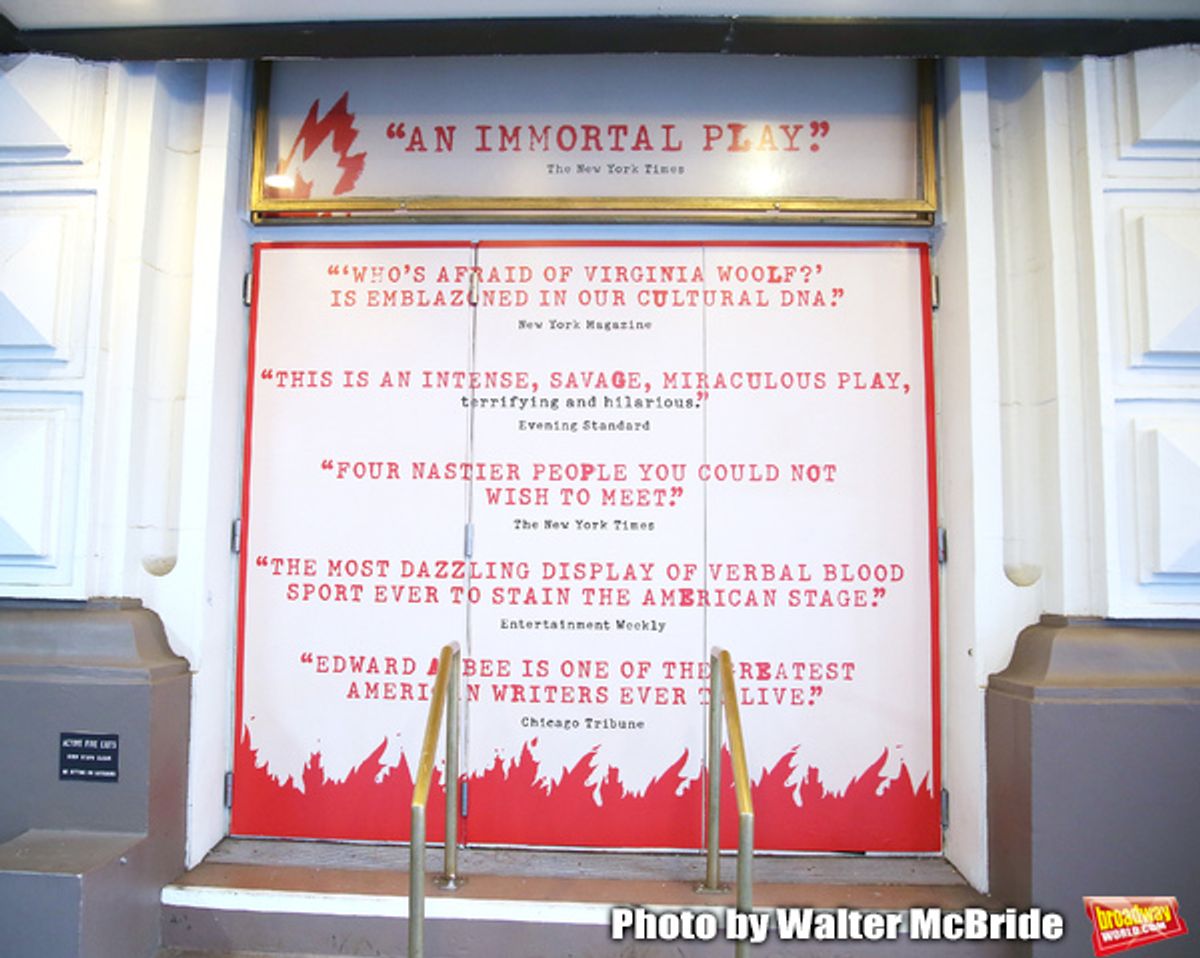 “AN IMMORTAL PLAY.”
The New York Times
“‘WHO’S AFRAID OF VIRGINIA WOOLF?’
IS EMBLAZONED IN OUR CULTURAL DNA.”
New York Magazine
“THIS IS AN INTENSE, SAVAGE, MIRACULOUS PLAY,
terrifying and hilarious.”
Evening Standard
“FOUR NASTIER PEOPLE YOU COULD NOT
WISH TO MEET.”
The New York Times
“THE MOST DAZZLING DISPLAY OF VERBAL BLOOD
SPORT EVER TO STAIN THE AMERICAN STAGE.”
Entertainment Weekly
“EDWARD ALBEE IS ONE OF THE GREATEST
AMERICAN WRITERS EVER TO LIVE.”
Chicago Tribune
Photo by Walter McBride
broadway
WORLD.COM